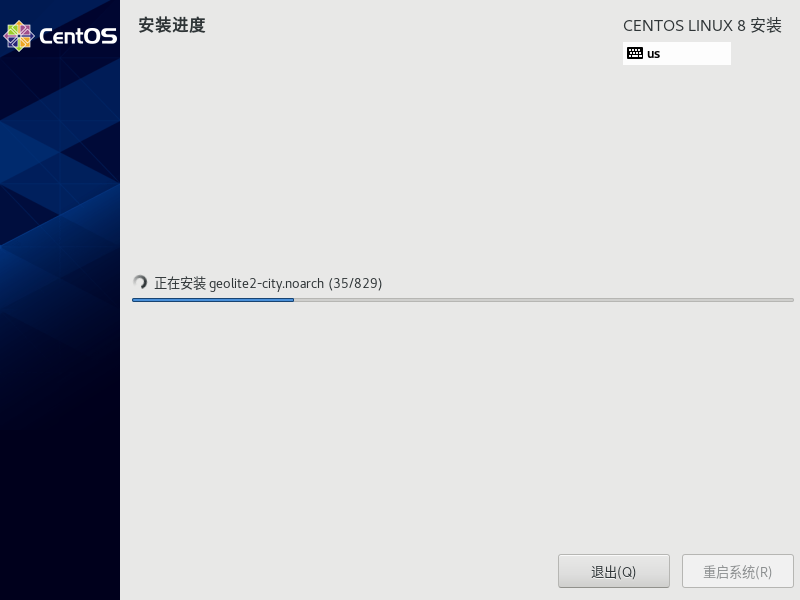 CentOS
安装进度
CENTOS LINUX 8 安装
us
正在安装 geolite2-city.noarch (35/829)
退出(Q)
重启系统(R)